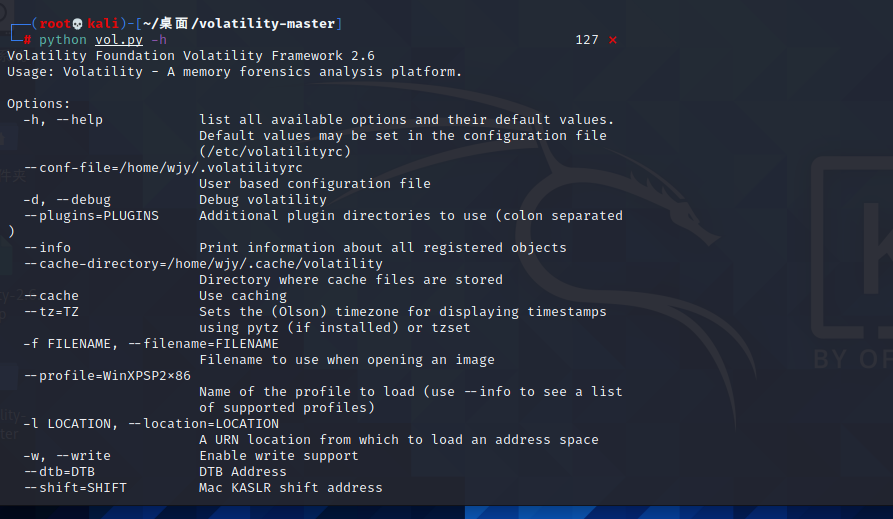 (root💀kali)-[~/桌面/volatility-master]
# python vol.py -h 127 ⨯
Volatility Foundation Volatility Framework 2.6
Usage: Volatility - A memory forensics analysis platform.
Options:
-h, --help list all available options and their default values.
Default values may be set in the configuration file
(/etc/volatilityrc)
--conf-file=/home/wjy/.volatilityrc
User based configuration file
-d, --debug Debug volatility
--plugins=PLUGINS Additional plugin directories to use (colon separated
)
--info Print information about all registered objects
--cache-directory=/home/wjy/.cache/volatility
Directory where cache files are stored
--cache Use caching
--tz=TZ Sets the (Olson) timezone for displaying timestamps
using pytz (if installed) or tzset
-f FILENAME, --filename=FILENAME
Filename to use when opening an image
--profile=WinXPSP2x86
Name of the profile to load (use --info to see a list
of supported profiles)
-l LOCATION, --location=LOCATION
A URN location from which to load an address space
-w, --write Enable write support
--dtb=DTB DTB Address
--shift=SHIFT Mac KASLR shift address
BY OF